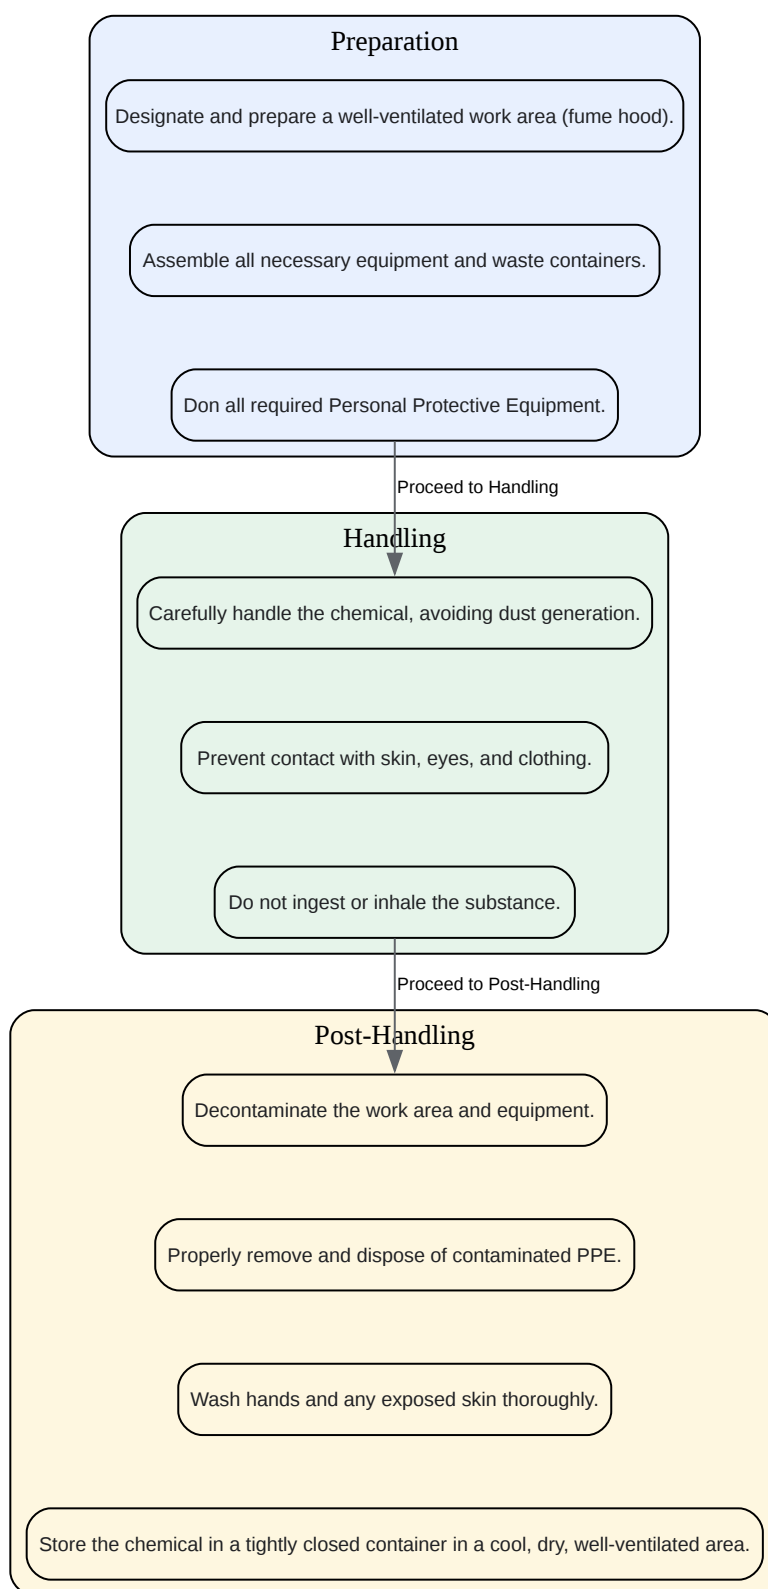 Preparation
Designate and prepare a well-ventilated work area (fume hood).
Assemble all necessary equipment and waste containers.
Don all required Personal Protective Equipment.
Proceed to Handling
Handling
Carefully handle the chemical, avoiding dust generation.
Prevent contact with skin, eyes, and clothing.
Do not ingest or inhale the substance.
Proceed to Post-Handling
Post-Handling
Decontaminate the work area and equipment.
Properly remove and dispose of contaminated PPE.
Wash hands and any exposed skin thoroughly.
Store the chemical in a tightly closed container in a cool, dry, well-ventilated area.